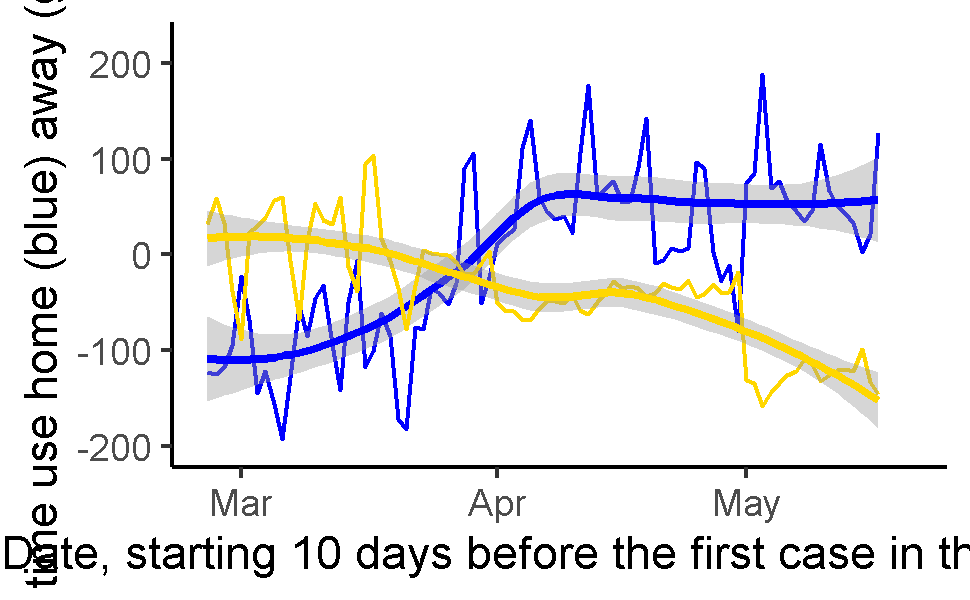 time use home (blue) away (
200
100
0
-100
-200
Mar Apr May
Date, starting 10 days before the first case in th